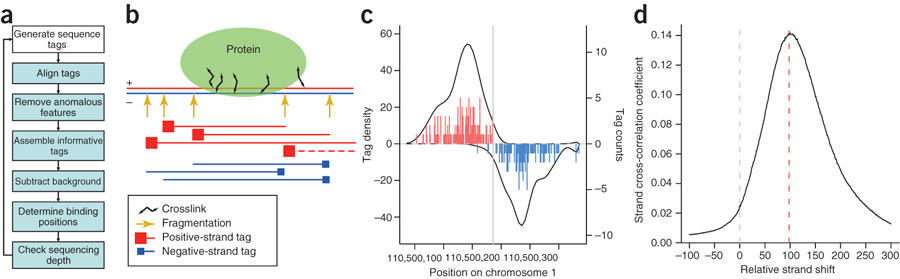 a
Generate sequence
tags
Align tags
Remove anomalous
features
Assemble informative
tags
Subtract background
Determine binding
positions
Check sequencing
depth
b
Protein
+
−
Crosslink
Fragmentation
Positive-strand tag
Negative-strand tag
c
60
40
20
0
−20
−40
Tag density
10
5
0
−5
−10
Tag counts
110,500,100
110,500,300
Position on chromosome 1
d
0.14
0.12
0.10
0.08
0.06
0.04
0.02
0.00
Strand cross-correlation coefficient
−100
−50
0
50
100
150
200
250
300
Relative strand shift